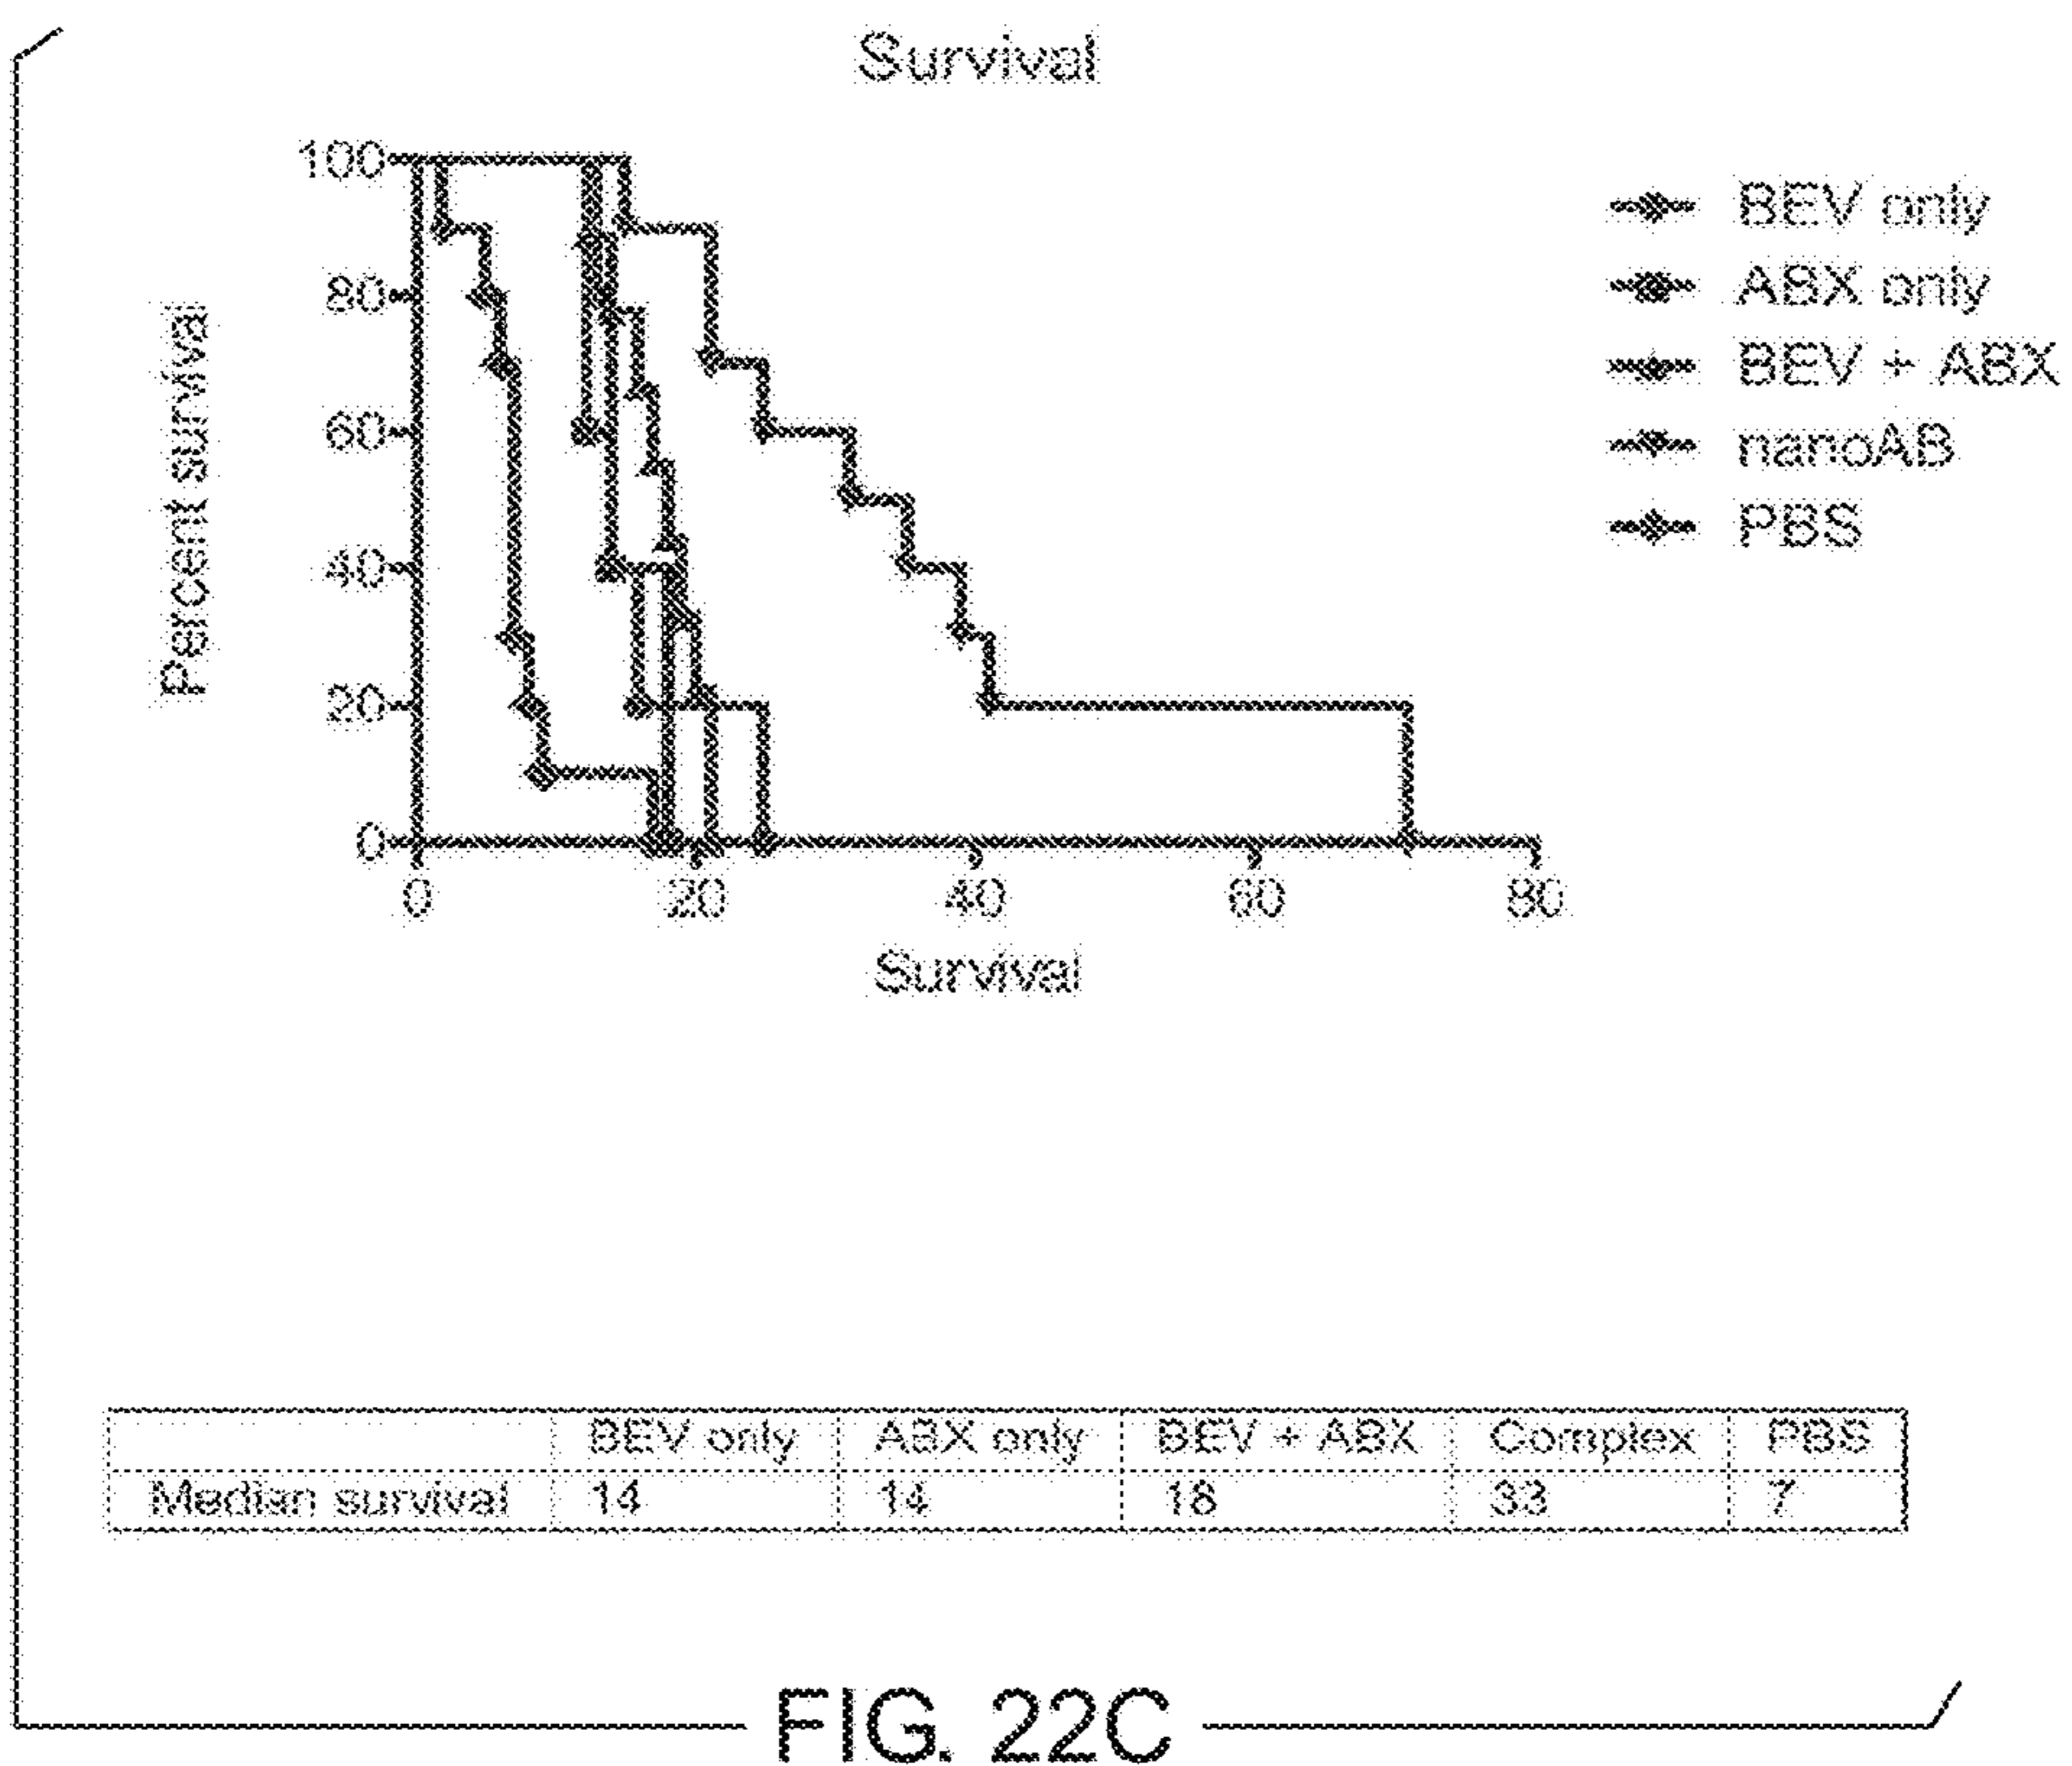 Survival
100
80
60
40
20
0
Percent survival
0 20 40 60 80
Survival
BEV only
ABX only
BEV + ABX
nanoAB
PBS
BEV only ABX only BEV + ABX Complex PBS
Median survival 14 14 18 33 7
FIG. 22C